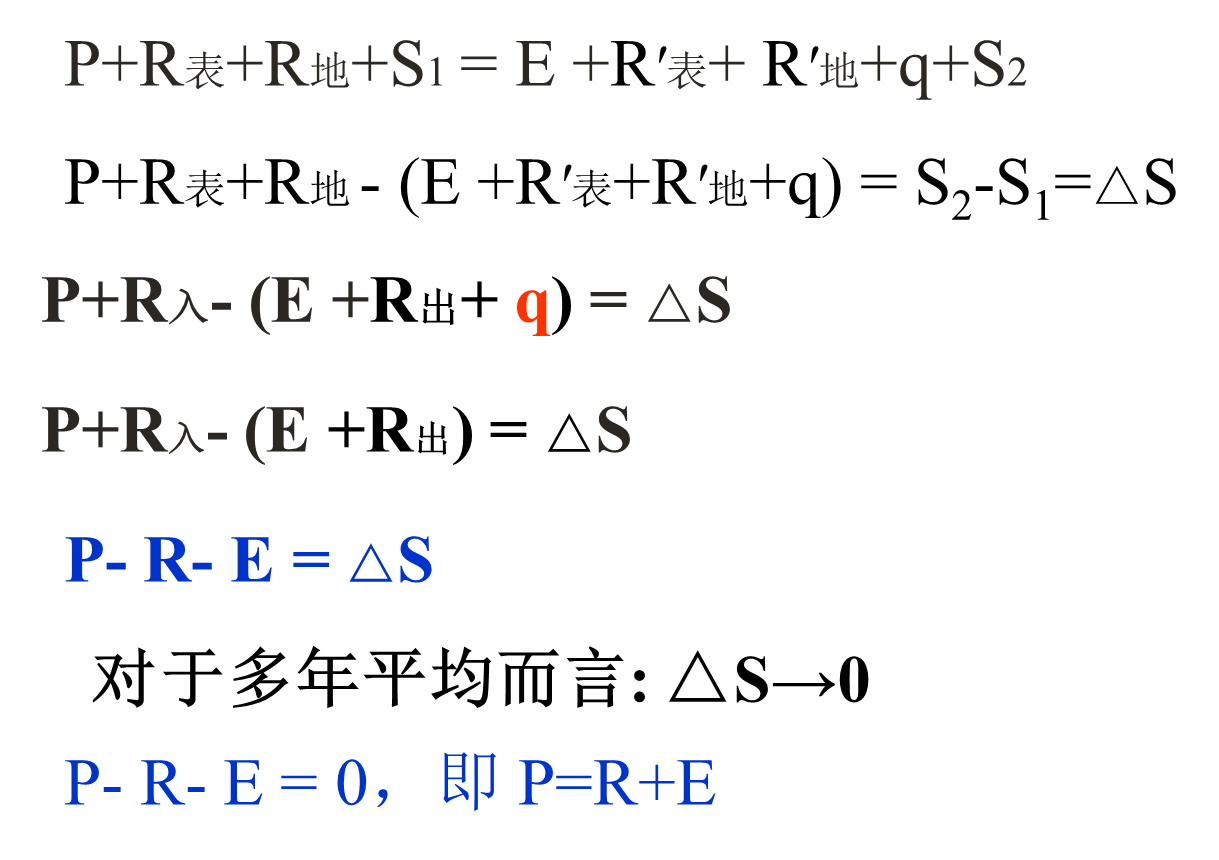 P+R表+R地+S1 = E +R′表+ R′地+q+S2
P+R表+R地 - (E +R′表+R′地+q) = S2-S1=△S
P+R入- (E +R出+ q) = △S
P+R入- (E +R出) = △S
P- R- E = △S
对于多年平均而言: △S→0
P- R- E = 0， 即 P=R+E